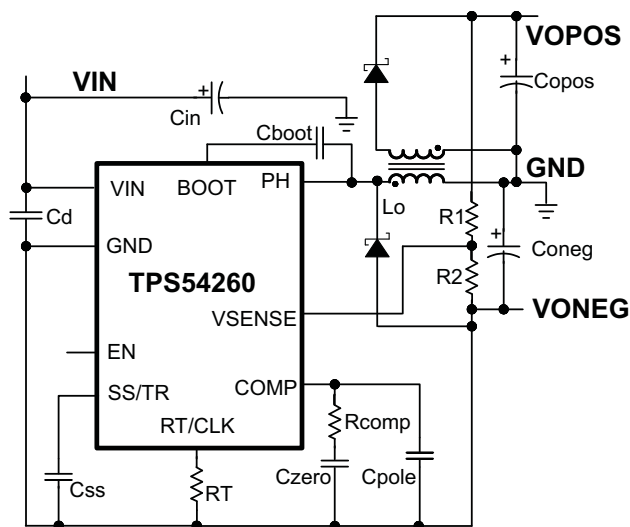 VOPOS
VIN
Copos
Cin
Cboot
GND
VIN
BOOT
PH
Cd
Lo
R1
GND
Coneg
TPS54260
R2
VSENSE
VONEG
EN
SS/TR
COMP
RT/CLK
Rcomp
Css
RT
Czero
Cpole